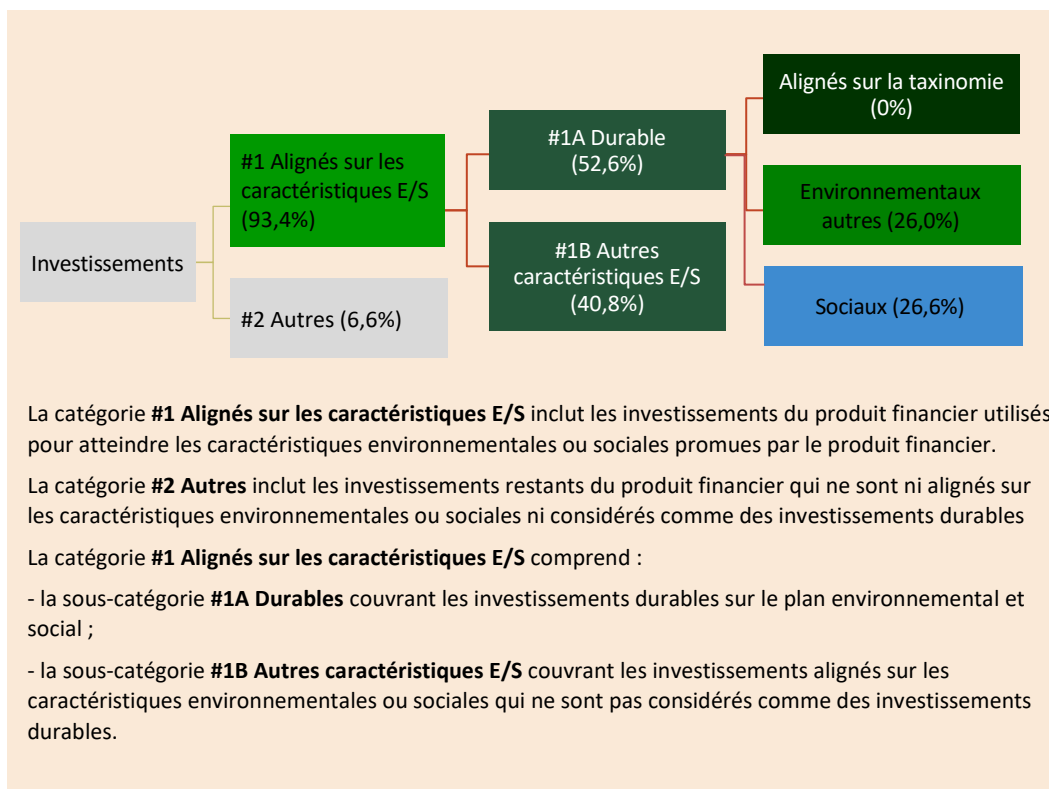 Investissements
#1 Alignés sur les
caractéristiques E/S
(93,4%)
#2 Autres (6,6%)
#1A Durable
(52,6%)
#1B Autres
caractéristiques E/S
(40,8%)
Alignés sur la taxinomie
(0%)
Environnementaux
autres (26,0%)
Sociaux (26,6%)
La catégorie #1 Alignés sur les caractéristiques E/S inclut les investissements du produit financier utilisés
pour atteindre les caractéristiques environnementales ou sociales promues par le produit financier.
La catégorie #2 Autres inclut les investissements restants du produit financier qui ne sont ni alignés sur
les caractéristiques environnementales ou sociales ni considérés comme des investissements durables
La catégorie #1 Alignés sur les caractéristiques E/S comprend :
- la sous-catégorie #1A Durables couvrant les investissements durables sur le plan environnemental et
social ;
- la sous-catégorie #1B Autres caractéristiques E/S couvrant les investissements alignés sur les
caractéristiques environnementales ou sociales qui ne sont pas considérés comme des investissements
durables.